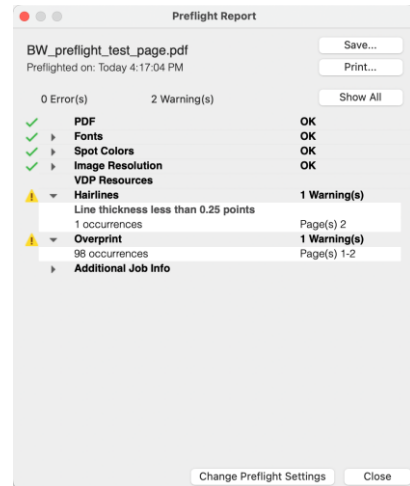 Preflight Report
BW_preflight_test_page.pdf
Save...
Preflighted on: Today 4:17:04 PM
Print...
0 Error(s) 2 Warning(s)
Show All
PDF OK
Fonts OK
Spot Colors OK
Image Resolution OK
VDP Resources
Hairlines 1 Warning(s)
Line thickness less than 0.25 points
1 occurrences Page(s) 2
Overprint 1 Warning(s)
98 occurrences Page(s) 1-2
Additional Job Info
Change Preflight Settings Close